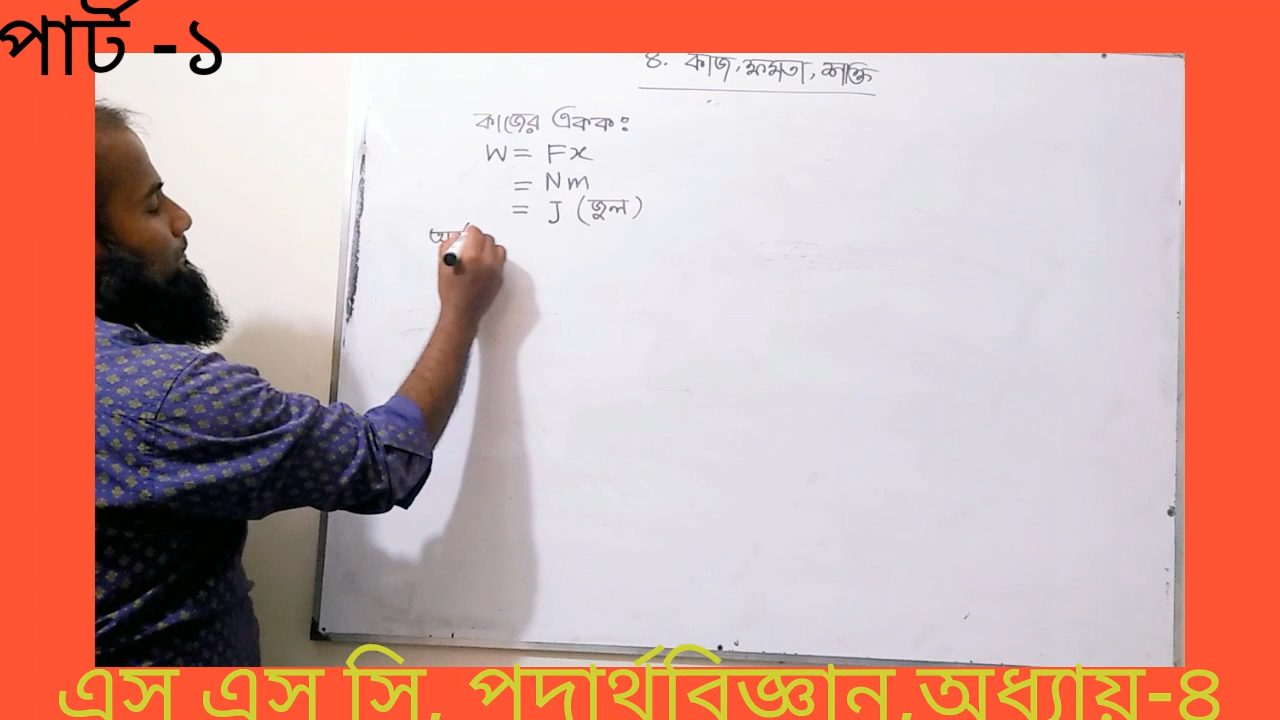 পার্ট -১
৪. কাজ, ক্ষমতা, শক্তি
কাজের একক:
W = Fx
= Nm
= J (জুল)
এস এস সি, পদার্থবিজ্ঞান,অধ্যায়-৪